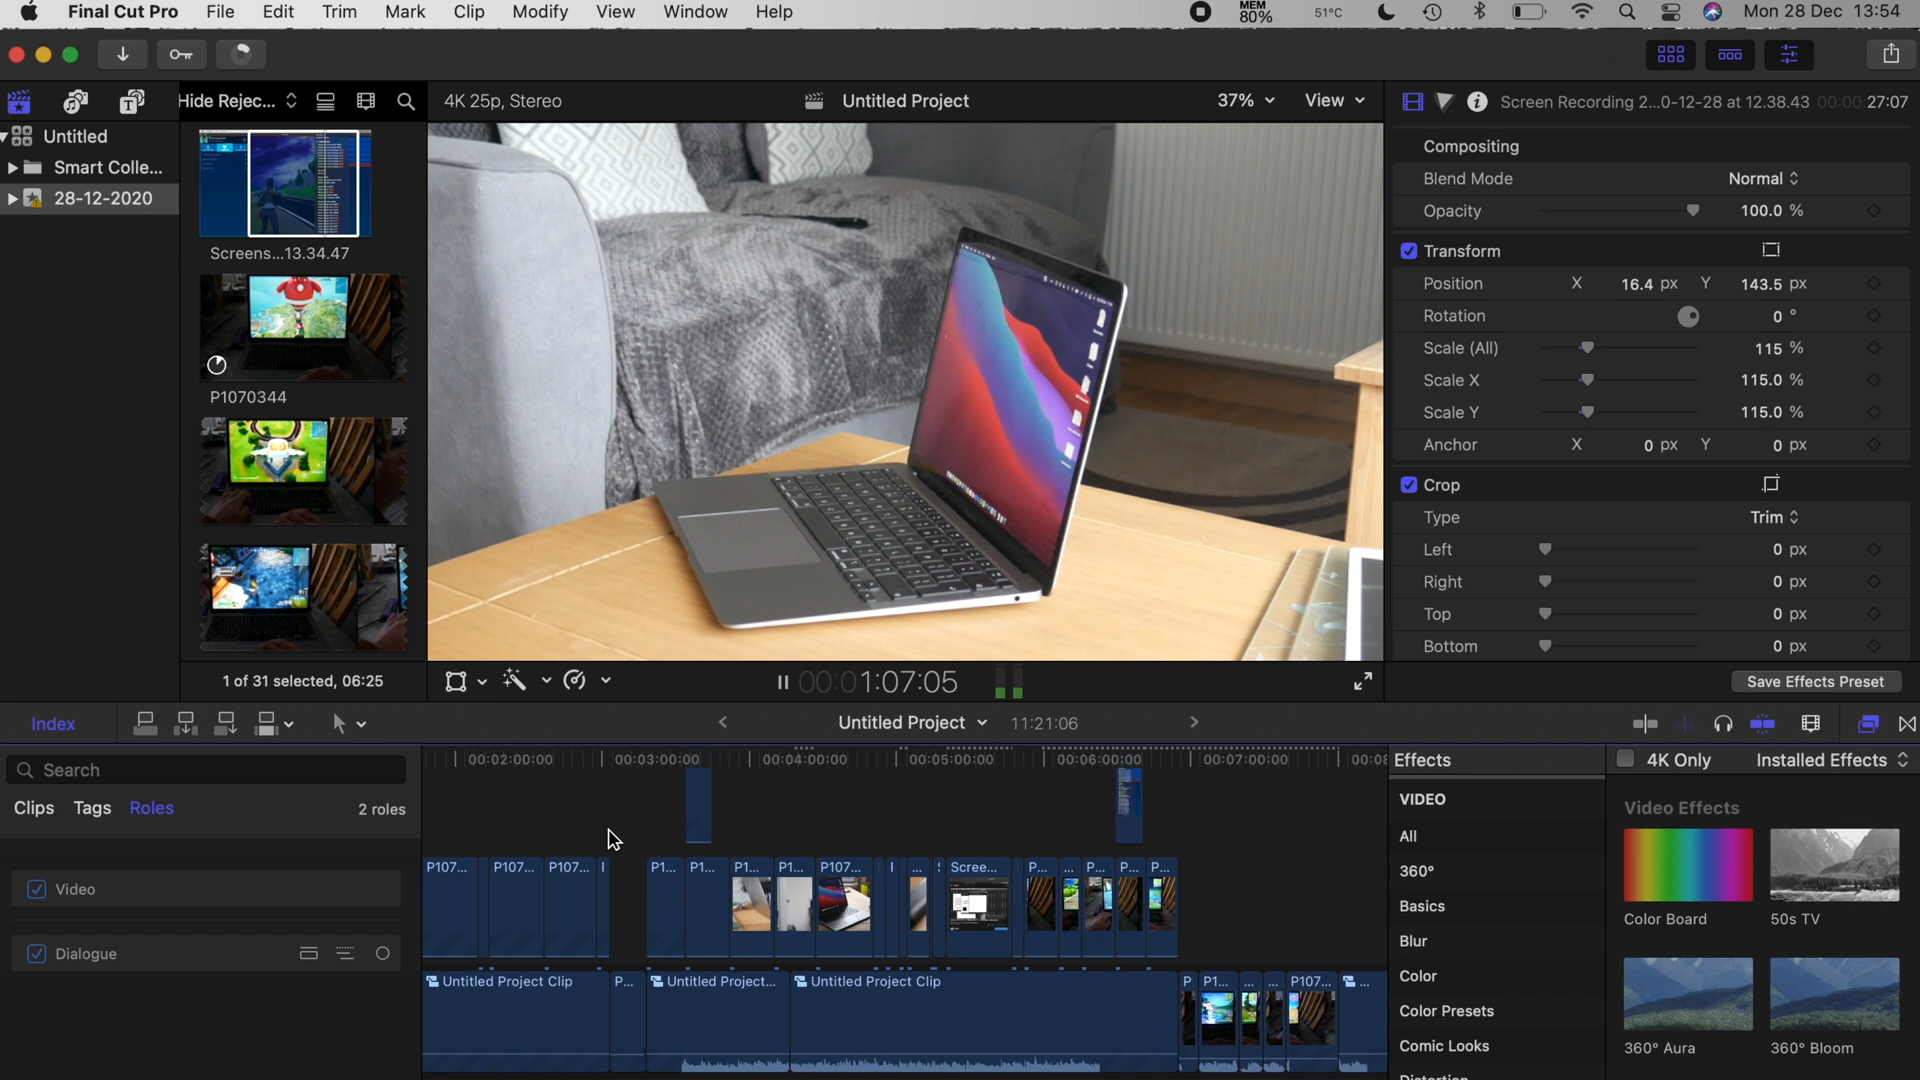 Final Cut Pro File Edit Trim Mark Clip Modify View Window Help MEM 80% 51°C Mon 28 Dec 13:54
Hide Rejec... 4K 25p, Stereo Untitled Project 37% View Screen Recording 2...0-12-28 at 12.38.43 00:00:27:07
Untitled
Smart Colle...
28-12-2020
Screens...13.34.47
P1070344
1 of 31 selected, 06:25
00:01:07:05
Compositing
Blend Mode Normal
Opacity 100.0 %
Transform
Position X 16.4 px Y 143.5 px
Rotation 0 °
Scale (All) 115 %
Scale X 115.0 %
Scale Y 115.0 %
Anchor X 0 px Y 0 px
Crop
Type Trim
Left 0 px
Right 0 px
Top 0 px
Bottom 0 px
Save Effects Preset
Index Untitled Project 11:21:06
Search
Clips Tags Roles 2 roles
Video
Dialogue
00:02:00:00 00:03:00:00 00:04:00:00 00:05:00:00 00:06:00:00 00:07:00:00 00:08
P107... P107... P107... P1... P1... P1... P1... P107... ... Scree... P... ... P... P... P...
Untitled Project Clip P... Untitled Project... Untitled Project Clip P P1... ... ... P107... ...
Effects 4K Only Installed Effects
VIDEO
All
360°
Basics
Blur
Color
Color Presets
Comic Looks
Distortion
Video Effects
Color Board 50s TV
360° Aura 360° Bloom